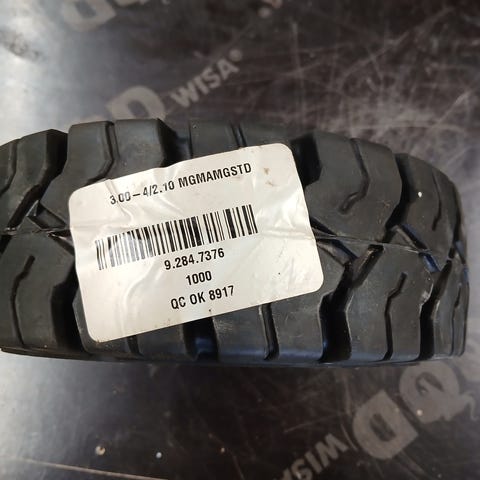 WISA®
3.00-4/2.10 MGMAMGSTD
9.284.7376
1000
QC OK 8917
WISA